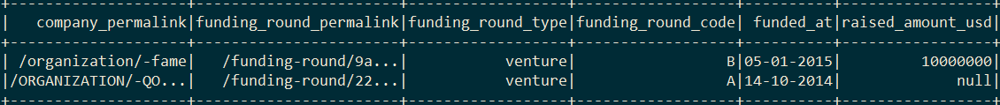 +--------------------+----------------------+------------------+------------------+----------+-----------------+
|   company_permalink|funding_round_permalink|funding_round_type|funding_round_code| funded_at|raised_amount_usd|
+--------------------+----------------------+------------------+------------------+----------+-----------------+
| /organization/-fame|   /funding-round/9a...|           venture|                 B|05-01-2015|         10000000|
|/ORGANIZATION/-QO...|   /funding-round/22...|           venture|                 A|14-10-2014|             null|
+--------------------+----------------------+------------------+------------------+----------+-----------------+